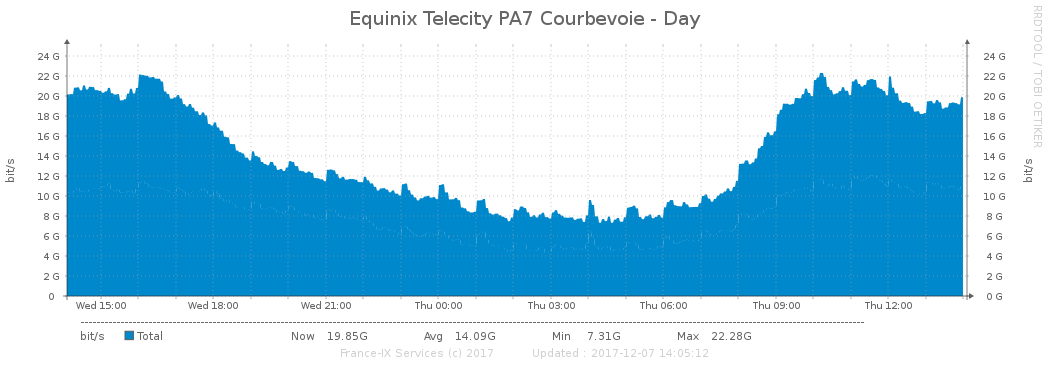 Equinix Telecity PA7 Courbevoie - Day
RRDTOOL / TOBI OETIKER
24 G 24 G
22 G 22 G
20 G 20 G
18 G 18 G
16 G 16 G
14 G 14 G
12 G 12 G
10 G 10 G
8 G 8 G
6 G 6 G
4 G 4 G
2 G 2 G
0 0 G
bit/s
bit/s
Wed 15:00 Wed 18:00 Wed 21:00 Thu 00:00 Thu 03:00 Thu 06:00 Thu 09:00 Thu 12:00
bit/s Total Now 19.85G Avg 14.09G Min 7.31G Max 22.28G
France-IX Services (c) 2017 Updated : 2017-12-07 14:05:12